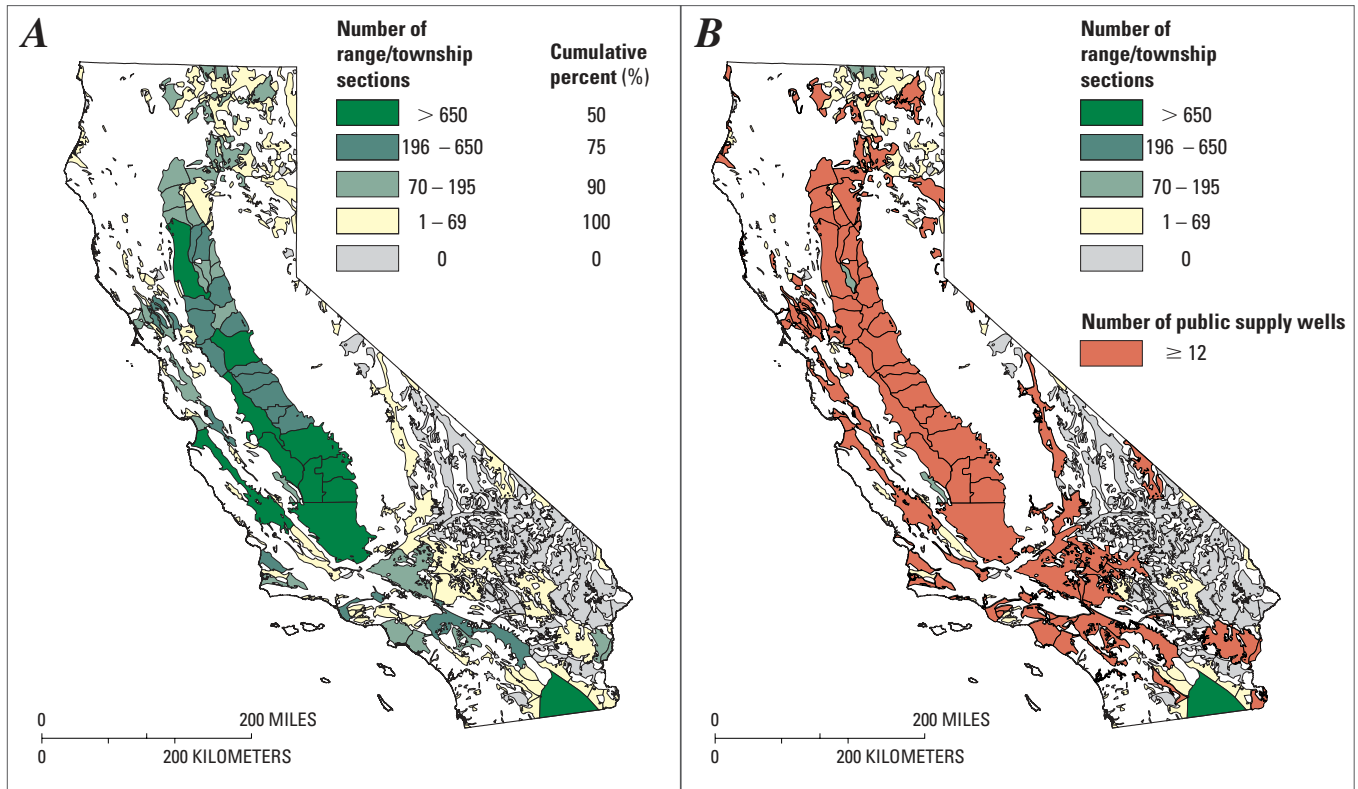 A
Number of
range/township
sections
Cumulative
percent (%)
> 650 50
196 – 650 75
70 – 195 90
1 – 69 100
0 0
0 200 MILES
0 200 KILOMETERS
B
Number of
range/township
sections
> 650
196 – 650
70 – 195
1 – 69
0
Number of public supply wells
≥ 12
0 200 MILES
0 200 KILOMETERS